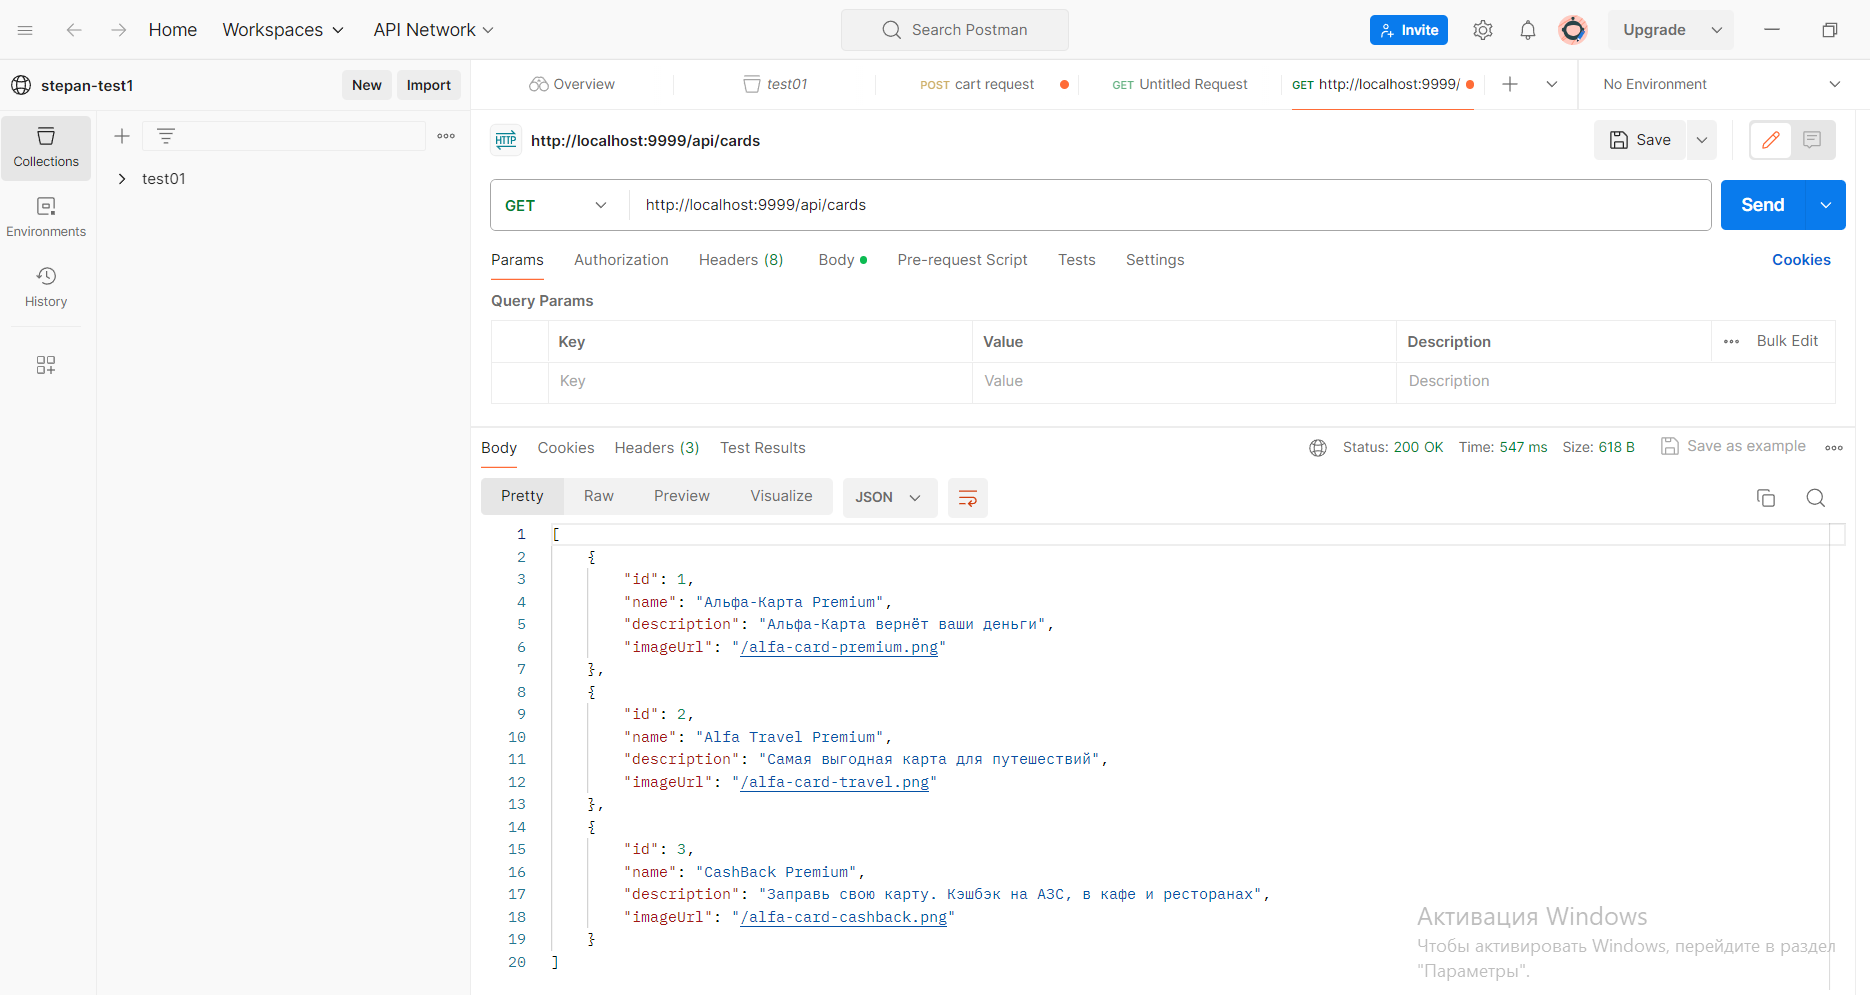 Home Workspaces API Network Search Postman Invite Upgrade
stepan-test1 New Import Overview test01 POST cart request GET Untitled Request GET http://localhost:9999/ No Environment
Collections
test01
Environments
History
HTTP http://localhost:9999/api/cards Save
GET http://localhost:9999/api/cards Send
Params Authorization Headers (8) Body Pre-request Script Tests Settings Cookies
Query Params
Key Value Description Bulk Edit
Key Value Description
Body Cookies Headers (3) Test Results Status: 200 OK Time: 547 ms Size: 618 B Save as example
Pretty Raw Preview Visualize JSON
1 [
2 {
3 "id": 1,
4 "name": "Альфа-Карта Premium",
5 "description": "Альфа-Карта вернёт ваши деньги",
6 "imageUrl": "/alfa-card-premium.png"
7 },
8 {
9 "id": 2,
10 "name": "Alfa Travel Premium",
11 "description": "Самая выгодная карта для путешествий",
12 "imageUrl": "/alfa-card-travel.png"
13 },
14 {
15 "id": 3,
16 "name": "CashBack Premium",
17 "description": "Заправь свою карту. Кэшбэк на АЗС, в кафе и ресторанах",
18 "imageUrl": "/alfa-card-cashback.png"
19 }
20 ]
Активация Windows
Чтобы активировать Windows, перейдите в раздел
"Параметры".